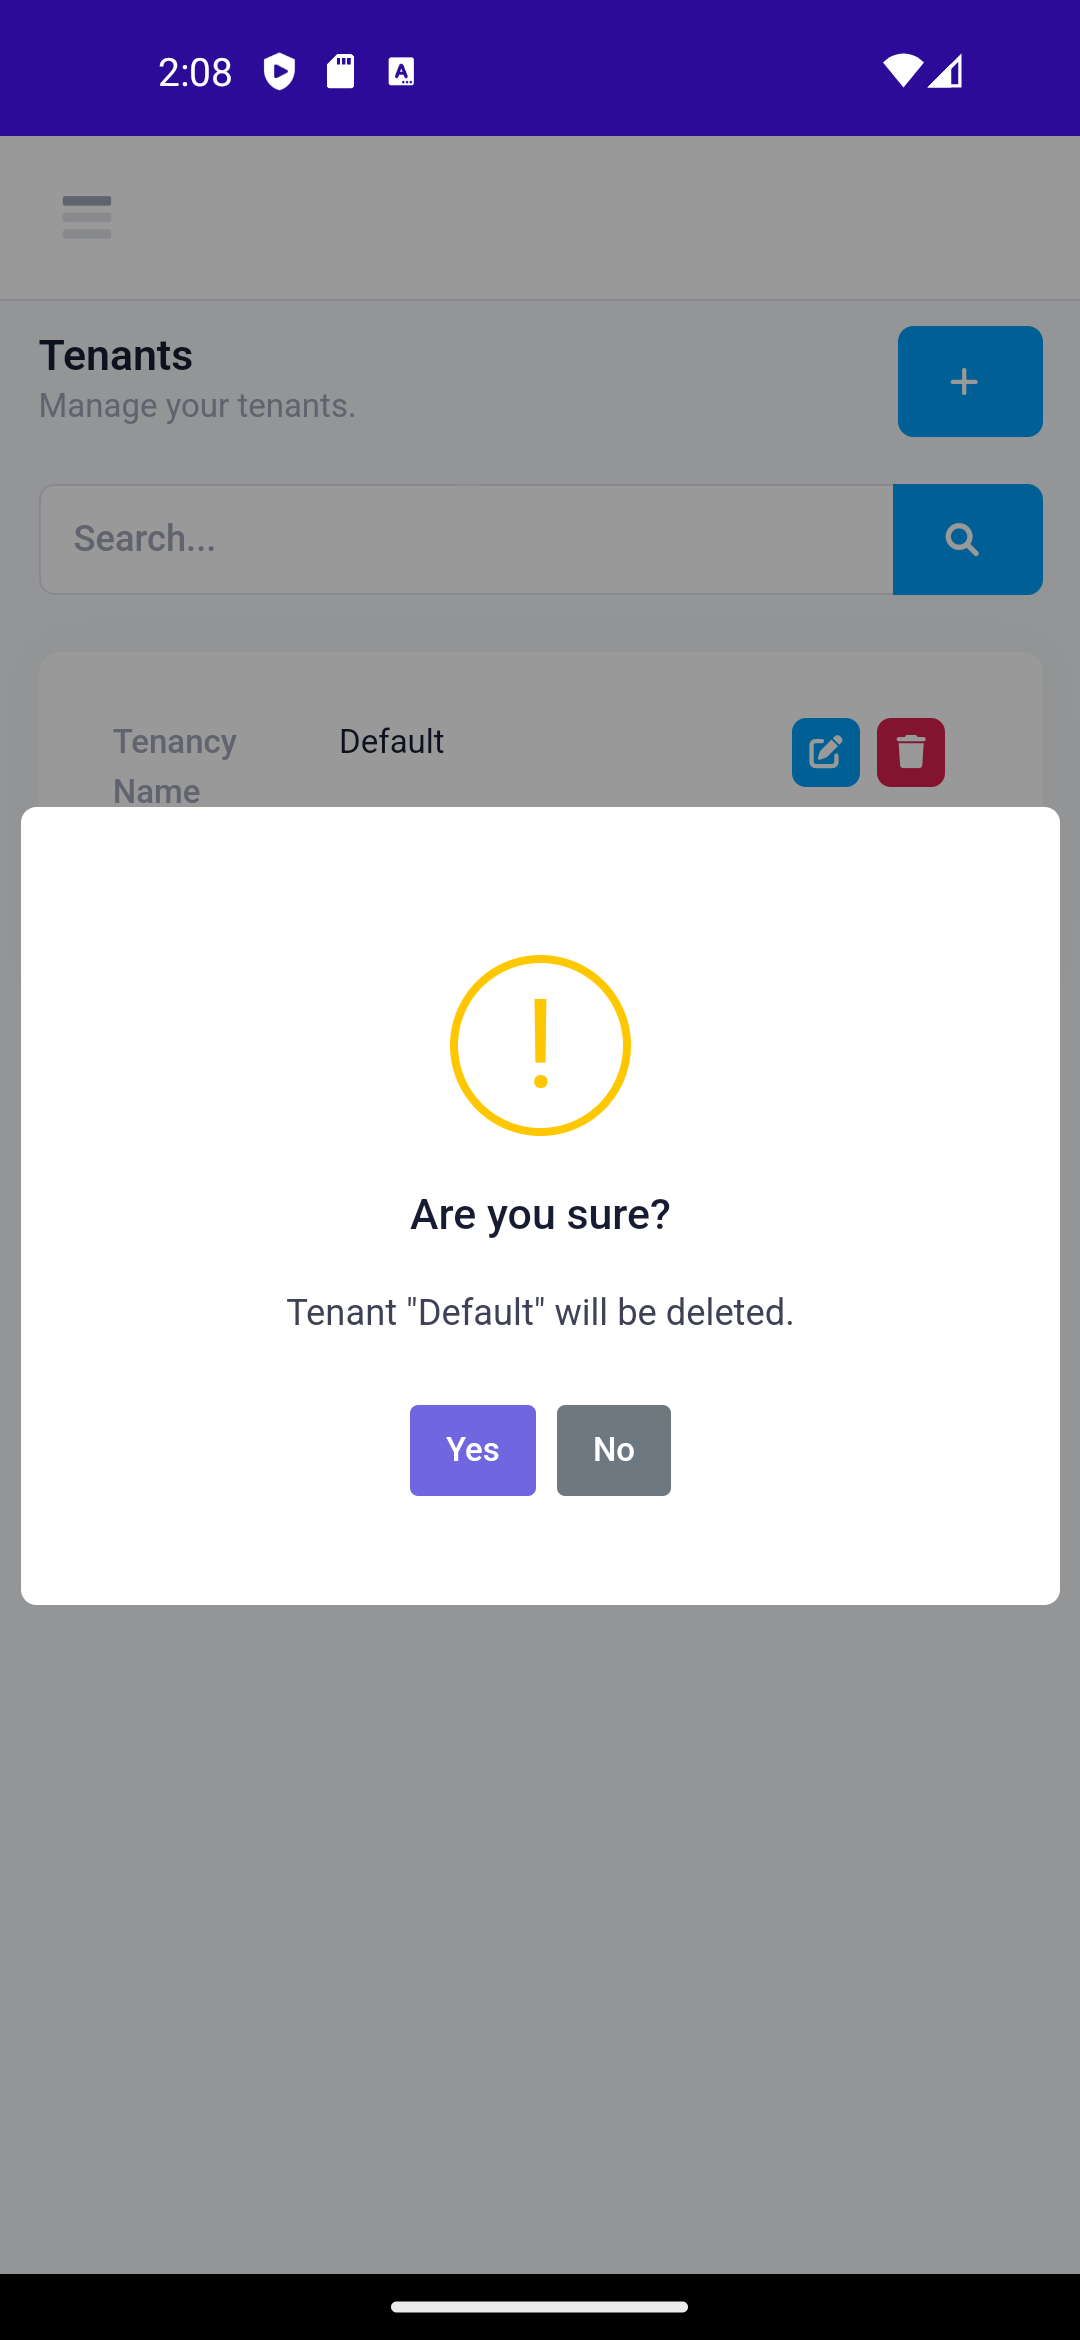 2:08
Tenants
Manage your tenants.
Search...
Tenancy
Name
Default
Are you sure?
Tenant "Default" will be deleted.
Yes
No